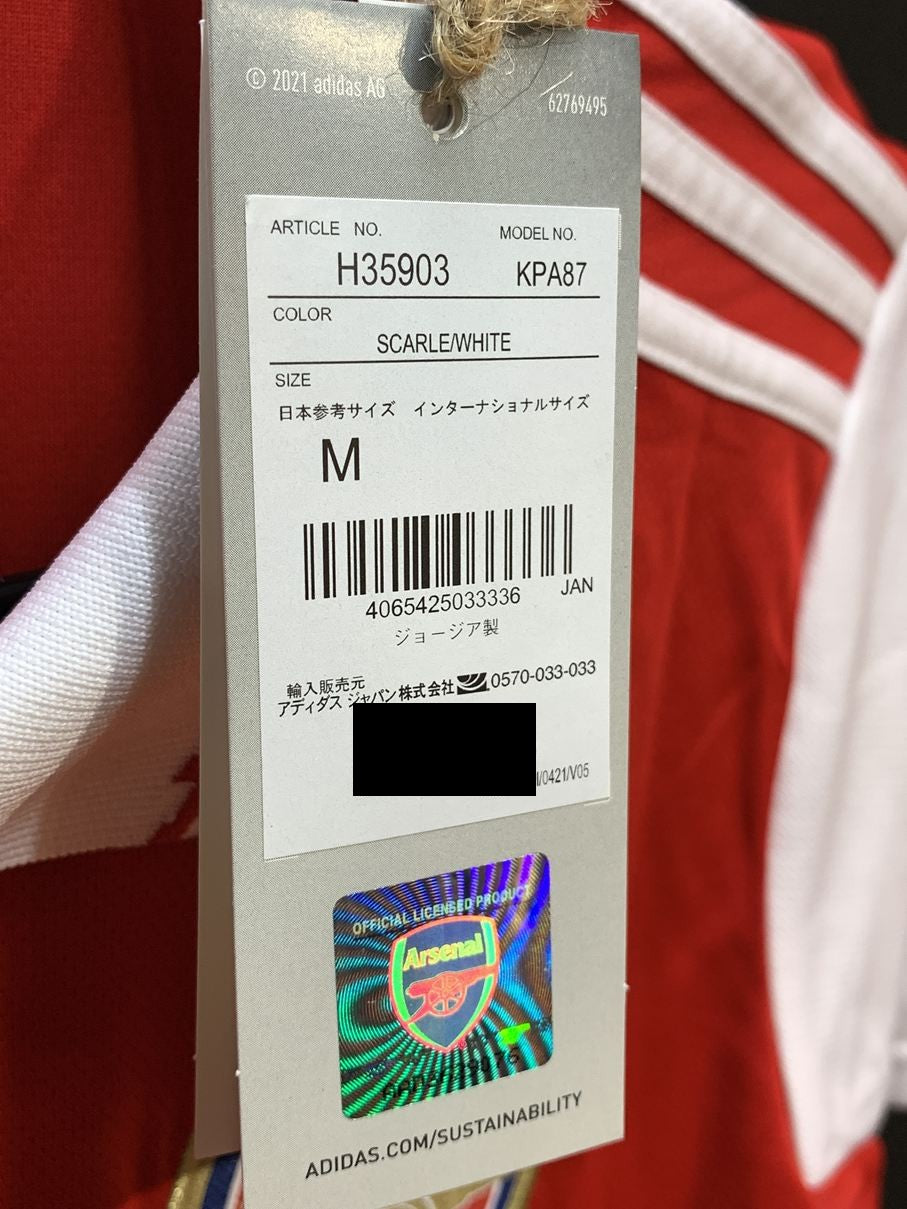 © 2021 adidas AG
62769495
ARTICLE NO.
MODEL NO.
H35903
KPA87
COLOR
SCARLE/WHITE
SIZE
日本参考サイズ インターナショナルサイズ
M
4065425033336
JAN
ジョージア製
輸入販売元
アディダス ジャパン株式会社
0570-033-033
/0421/V05
OFFICIAL LICENSED PRODUCT
Arsenal
ADIDAS.COM/SUSTAINABILITY